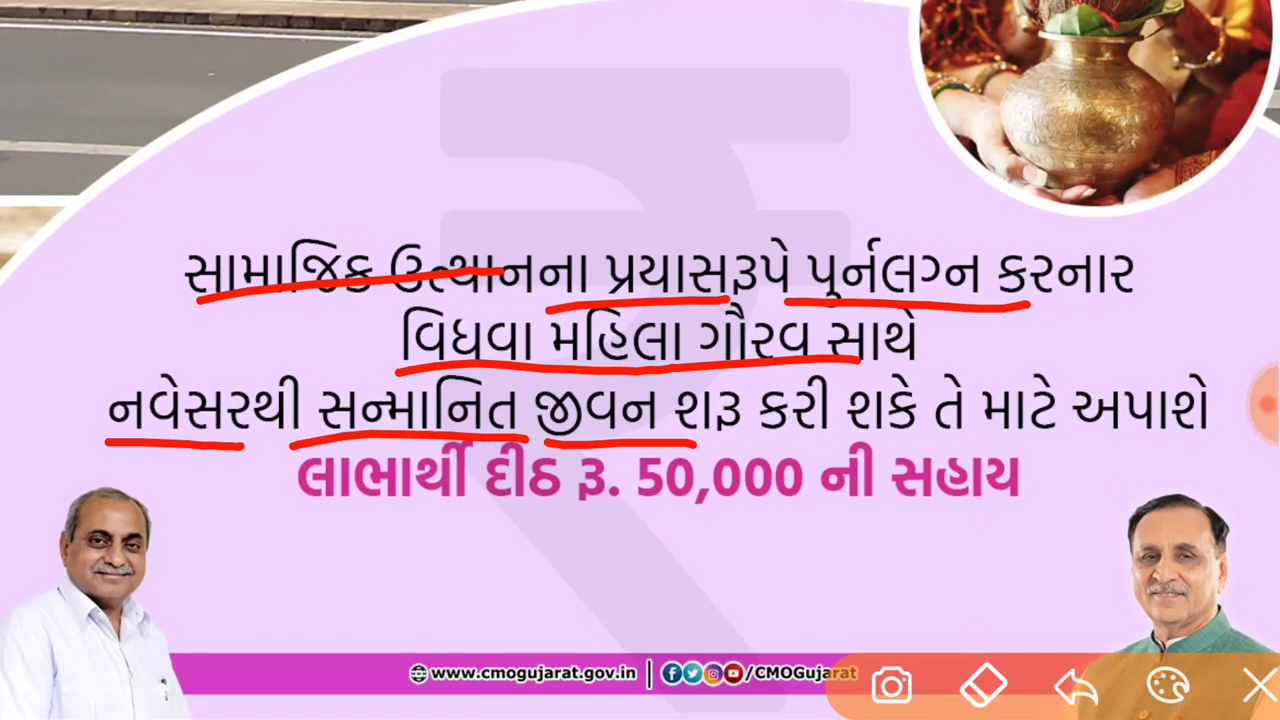 સામાજિક ઉત્થાનના પ્રયાસરૂપે પુર્નલગ્ન કરનાર
વિધવા મહિલા ગૌરવ સાથે
નવેસરથી સન્માનિત જીવન શરૂ કરી શકે તે માટે અપાશે
લાભાર્થી દીઠ રૂ. 50,000 ની સહાય
www.cmogujarat.gov.in | /CMOGujarat